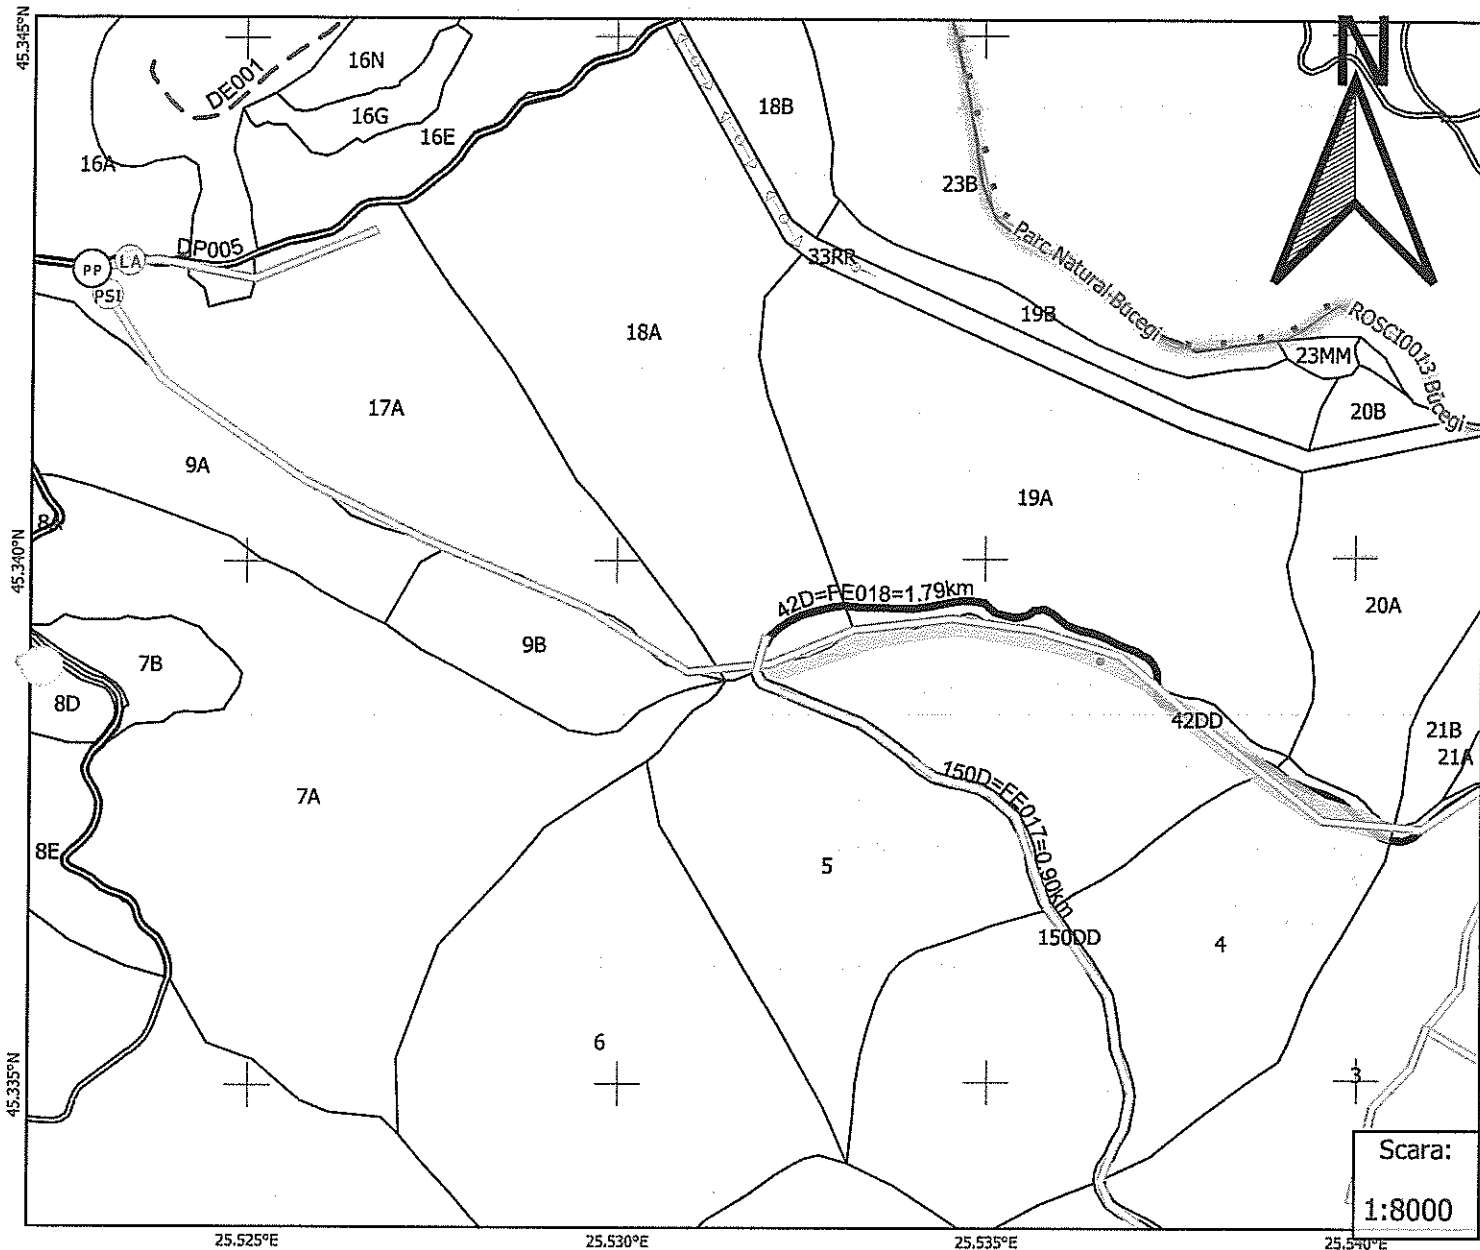 45.345°N
N
DE001
16N
16G
16E
16A
18B
23B
DP005
PP
LA
PSI
33RR
Parc Natural Bucegi
19B
ROSCI0013 Bucegi
23MM
20B
18A
17A
9A
19A
8A
45.340°N
42D=FE018=1.79km
20A
9B
7B
8D
42DD
21B
21A
150D=FE017=0.90km
7A
8E
5
150DD
4
6
3
45.335°N
Scara:
1:8000
25.525°E
25.530°E
25.535°E
25.540°E